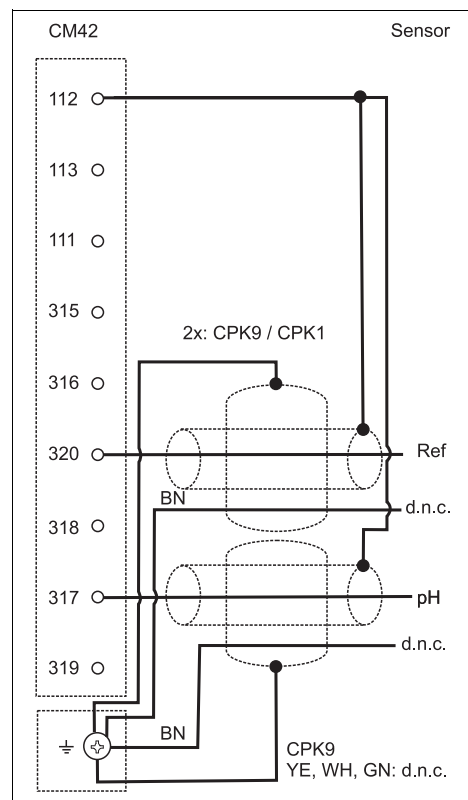 CM42 Sensor
112
113
111
315
2x: CPK9 / CPK1
316
320 Ref
BN
d.n.c.
318
317 pH
d.n.c.
319
BN
CPK9
YE, WH, GN: d.n.c.